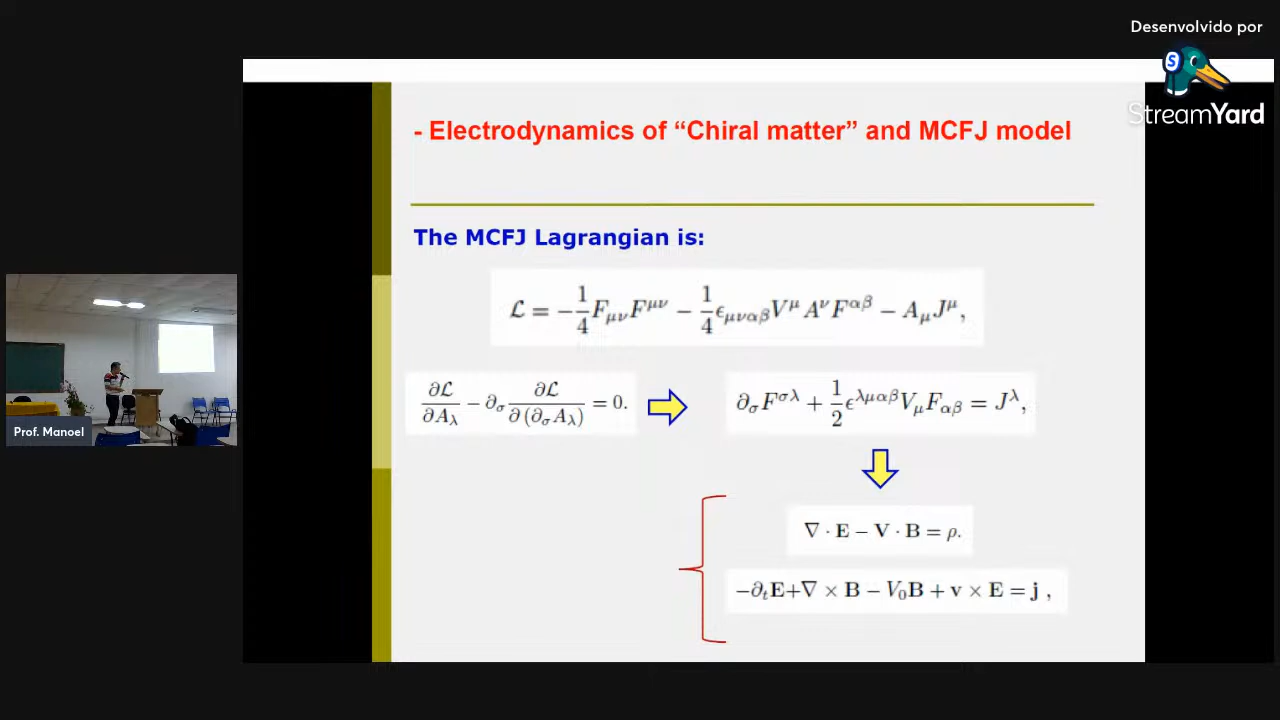 Desenvolvido por
S
StreamYard
- Electrodynamics of “Chiral matter” and MCFJ model
The MCFJ Lagrangian is:
ℒ = −1/4 F_{μν}F^{μν} − 1/4 ϵ_{μναβ}V^μ A^ν F^{αβ} − A_μ J^μ,
∂ℒ/∂A_λ − ∂_σ ∂ℒ/∂(∂_σ A_λ) = 0.
∂_σ F^{σλ} + 1/2 ϵ^{λμαβ}V_μ F_{αβ} = J^λ,
∇ · E − V · B = ρ.
−∂_t E+∇ × B − V_0 B + v × E = j ,
Prof. Manoel